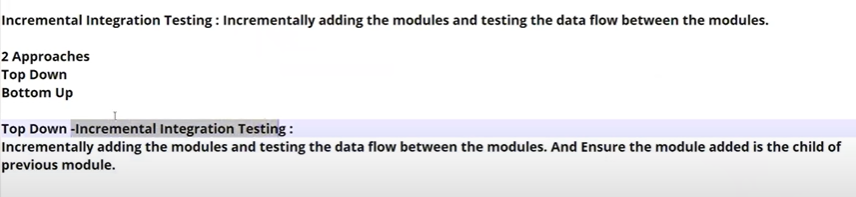 Incremental Integration Testing : Incrementally adding the modules and testing the data flow between the modules.
2 Approaches
Top Down
Bottom Up
Top Down -Incremental Integration Testing :
Incrementally adding the modules and testing the data flow between the modules. And Ensure the module added is the child of
previous module.